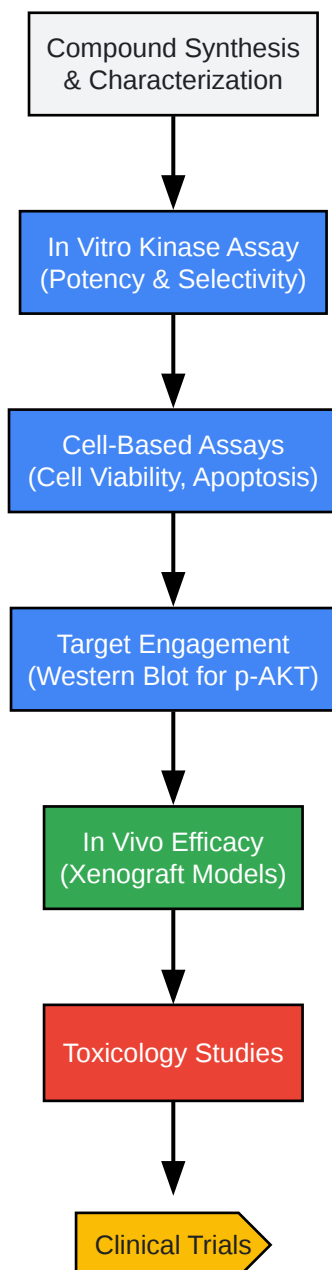 Compound Synthesis
& Characterization
In Vitro Kinase Assay
(Potency & Selectivity)
Cell-Based Assays
(Cell Viability, Apoptosis)
Target Engagement
(Western Blot for p-AKT)
In Vivo Efficacy
(Xenograft Models)
Toxicology Studies
Clinical Trials